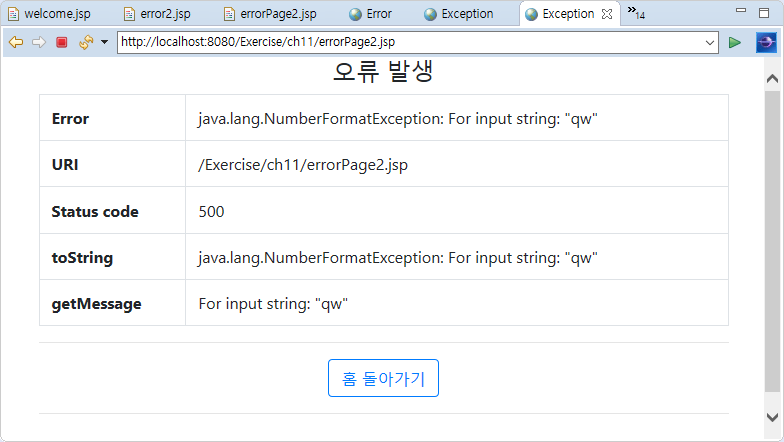 welcome.jsp error2.jsp errorPage2.jsp Error Exception Exception »14
http://localhost:8080/Exercise/ch11/errorPage2.jsp
오류 발생
Error java.lang.NumberFormatException: For input string: "qw"
URI /Exercise/ch11/errorPage2.jsp
Status code 500
toString java.lang.NumberFormatException: For input string: "qw"
getMessage For input string: "qw"
홈 돌아가기